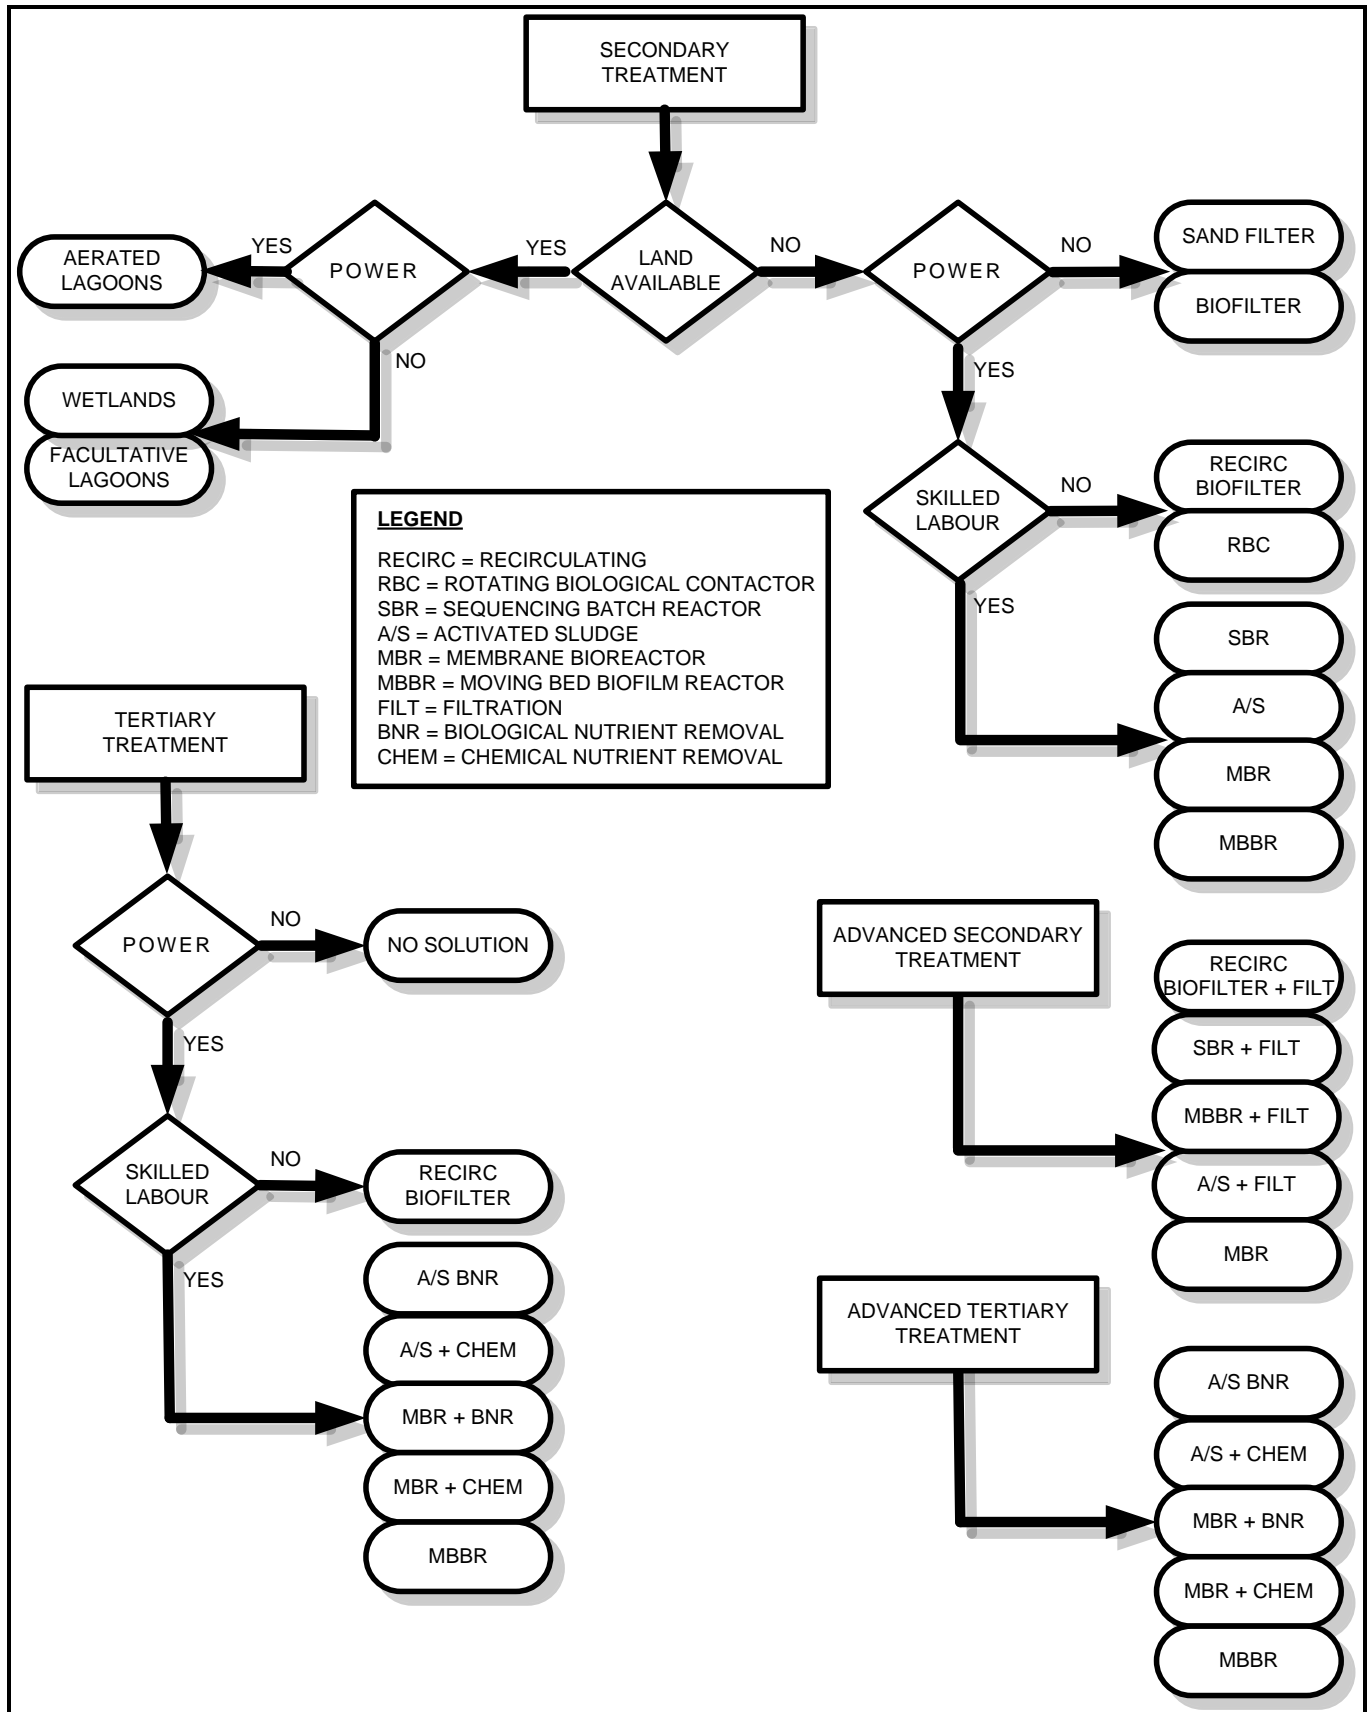 SECONDARY
TREATMENT
AERATED
LAGOONS
YES
POWER
YES
LAND
AVAILABLE
NO
POWER
NO
SAND FILTER
BIOFILTER
NO
YES
WETLANDS
FACULTATIVE
LAGOONS
SKILLED
LABOUR
NO
RECIRC
BIOFILTER
RBC
YES
SBR
A/S
MBR
MBBR
LEGEND
RECIRC = RECIRCULATING
RBC = ROTATING BIOLOGICAL CONTACTOR
SBR = SEQUENCING BATCH REACTOR
A/S = ACTIVATED SLUDGE
MBR = MEMBRANE BIOREACTOR
MBBR = MOVING BED BIOFILM REACTOR
FILT = FILTRATION
BNR = BIOLOGICAL NUTRIENT REMOVAL
CHEM = CHEMICAL NUTRIENT REMOVAL
TERTIARY
TREATMENT
POWER
NO
NO SOLUTION
YES
SKILLED
LABOUR
NO
RECIRC
BIOFILTER
YES
A/S BNR
A/S + CHEM
MBR + BNR
MBR + CHEM
MBBR
ADVANCED SECONDARY
TREATMENT
RECIRC
BIOFILTER + FILT
SBR + FILT
MBBR + FILT
A/S + FILT
MBR
ADVANCED TERTIARY
TREATMENT
A/S BNR
A/S + CHEM
MBR + BNR
MBR + CHEM
MBBR